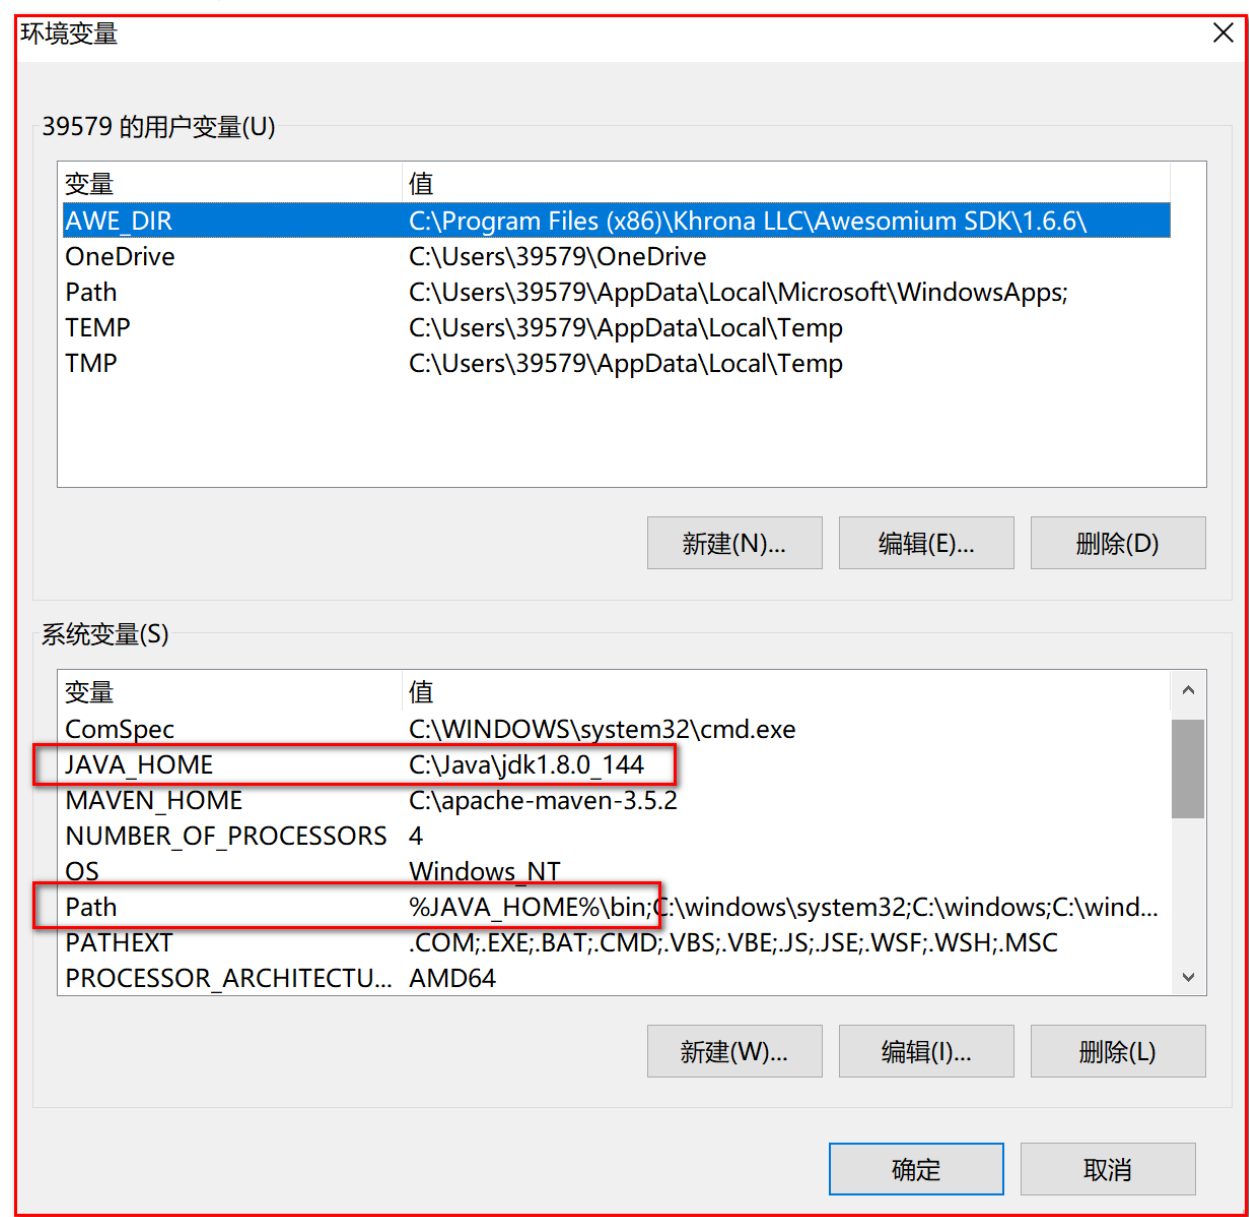 环境变量
39579 的用户变量(U)
变量 值
AWE_DIR C:\Program Files (x86)\Khrona LLC\Awesomium SDK\1.6.6\
OneDrive C:\Users\39579\OneDrive
Path C:\Users\39579\AppData\Local\Microsoft\WindowsApps;
TEMP C:\Users\39579\AppData\Local\Temp
TMP C:\Users\39579\AppData\Local\Temp
新建(N)... 编辑(E)... 删除(D)
系统变量(S)
变量 值
ComSpec C:\WINDOWS\system32\cmd.exe
JAVA_HOME C:\Java\jdk1.8.0_144
MAVEN_HOME C:\apache-maven-3.5.2
NUMBER_OF_PROCESSORS 4
OS Windows_NT
Path %JAVA_HOME%\bin;C:\windows\system32;C:\windows;C:\wind...
PATHEXT .COM;.EXE;.BAT;.CMD;.VBS;.VBE;.JS;.JSE;.WSF;.WSH;.MSC
PROCESSOR_ARCHITECTU... AMD64
新建(W)... 编辑(I)... 删除(L)
确定 取消